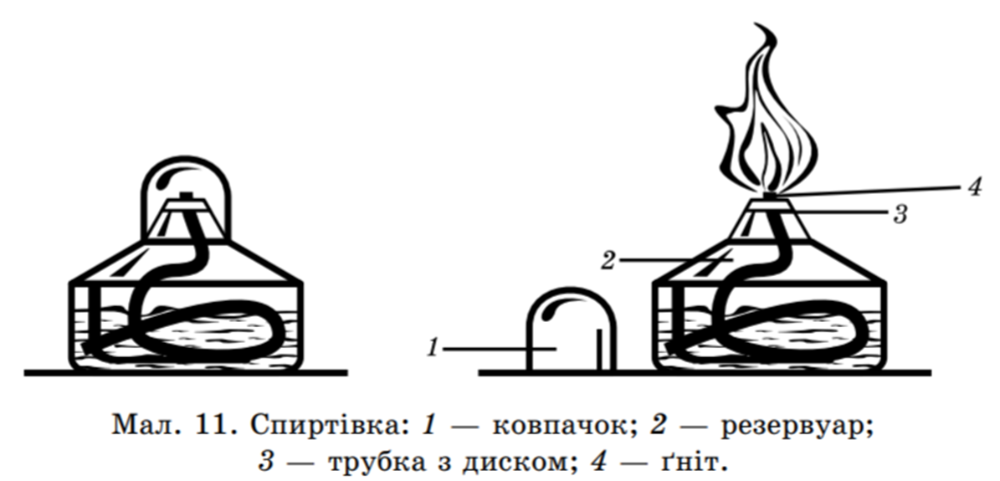 4
3
2
1
Мал. 11. Спиртівка: 1 — ковпачок; 2 — резервуар;
3 — трубка з диском; 4 — ґніт.